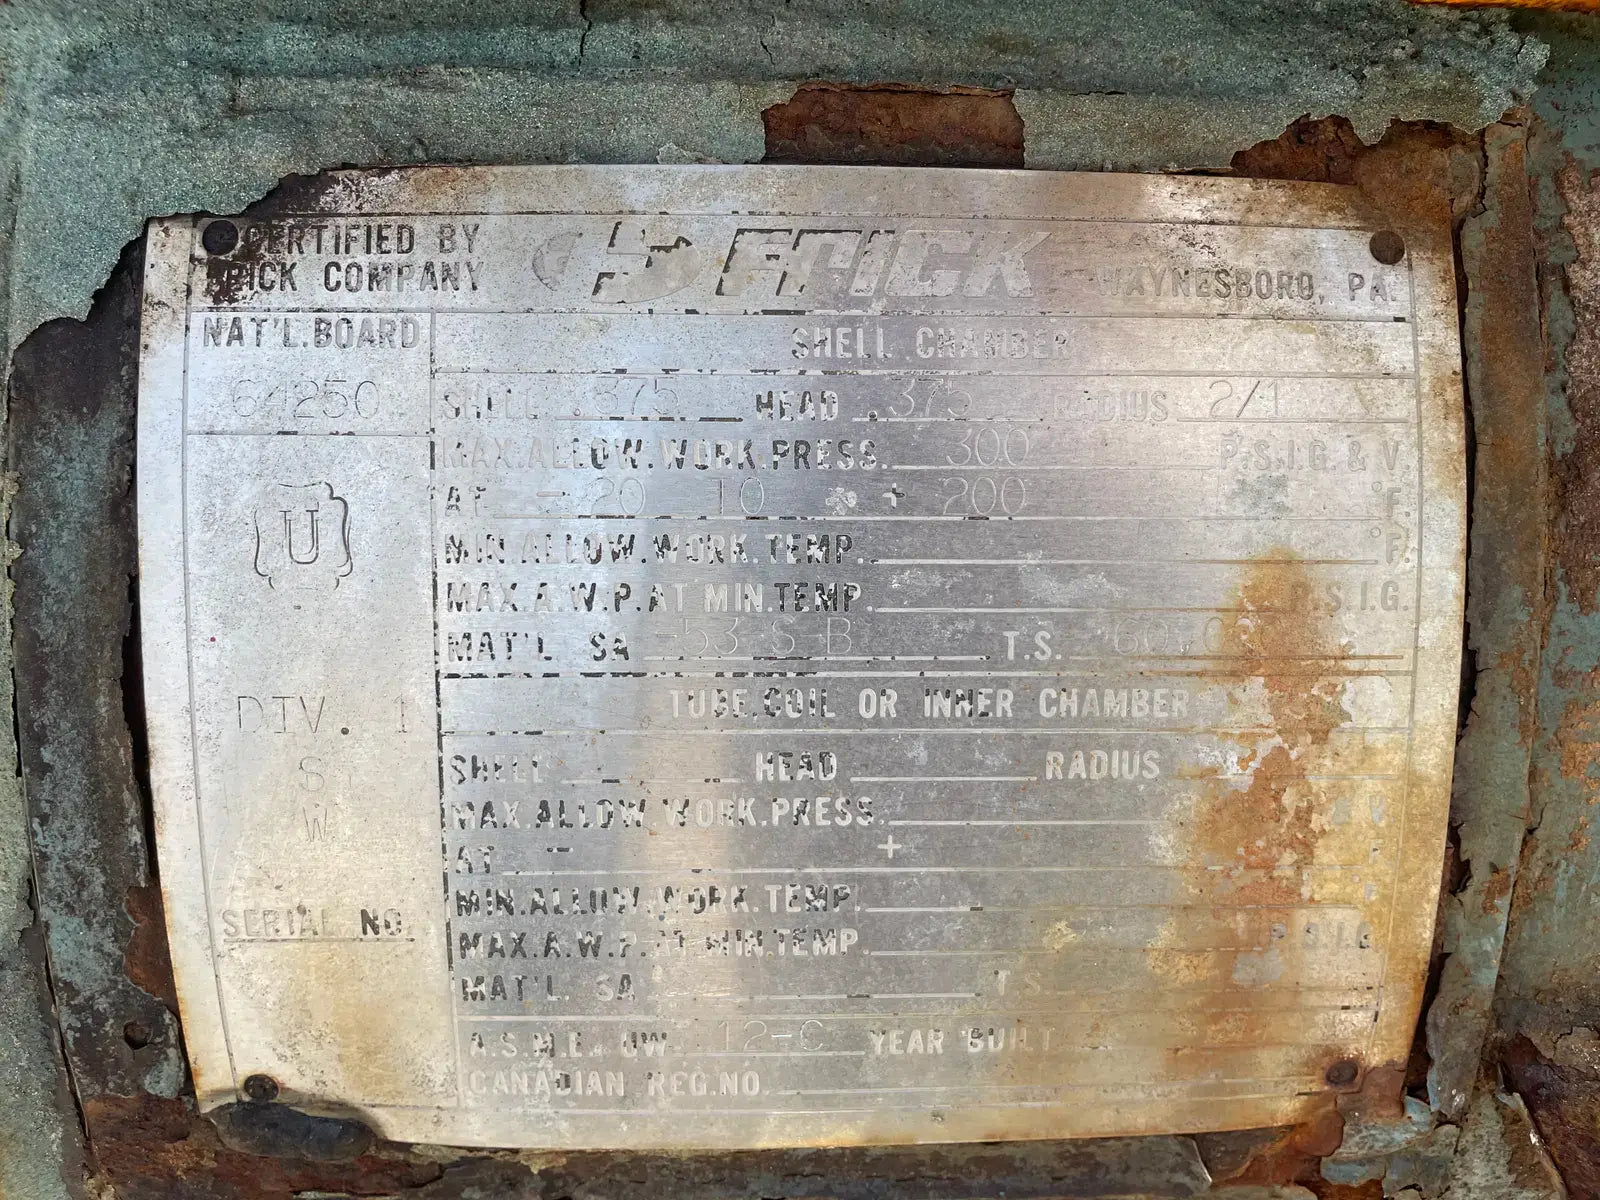 CERTIFIED BY
FRICK COMPANY
FRICK
WAYNESBORO, PA.
NAT'L. BOARD
64250
U
DIV. 1
S
W
SERIAL NO.
SHELL CHAMBER
SHELL .375 HEAD .375 RADIUS 2/1
MAX. ALLOW. WORK. PRESS. 300 P.S.I.G. & V.
AT - 20 TO + 200 °F.
MIN. ALLOW. WORK. TEMP. °F.
MAX. A.W.P. AT MIN. TEMP. P.S.I.G.
MAT'L SA -53 S B T.S.
TUBE, COIL OR INNER CHAMBER
SHELL HEAD RADIUS
MAX. ALLOW. WORK. PRESS. & V.
AT - +
MIN. ALLOW. WORK. TEMP.
MAX. A.W.P. AT MIN. TEMP. P.S.I.G.
MAT'L. SA T.S.
A.S.M.E. UW 12-C YEAR BUILT
CANADIAN REG. NO.